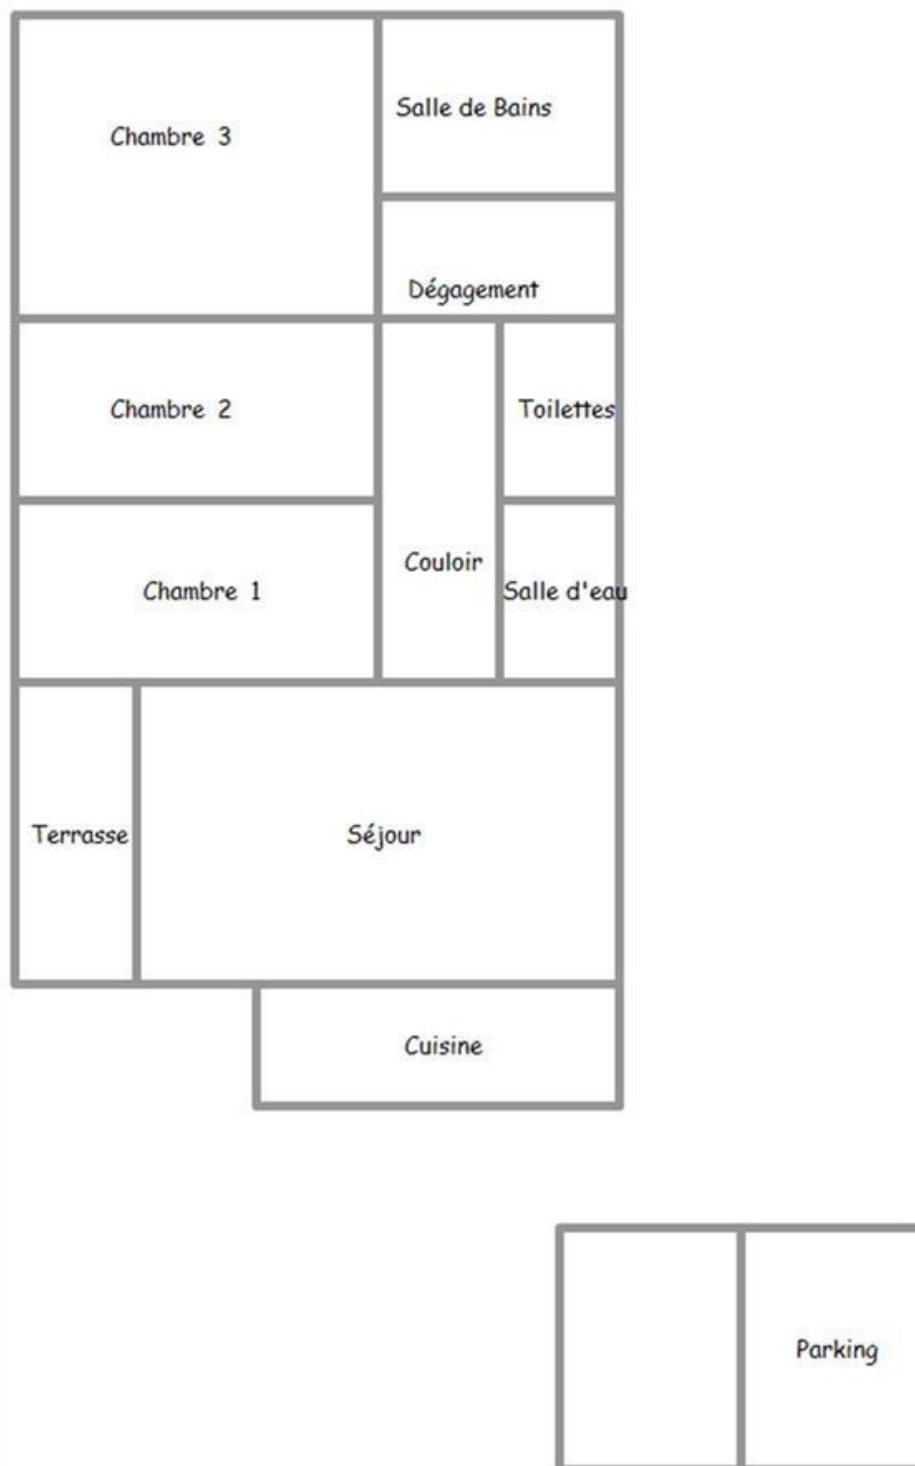 Salle de Bains
Chambre 3
Dégagement
Chambre 2
Toilettes
Couloir
Chambre 1
Salle d'eau
Terrasse
Séjour
Cuisine
Parking